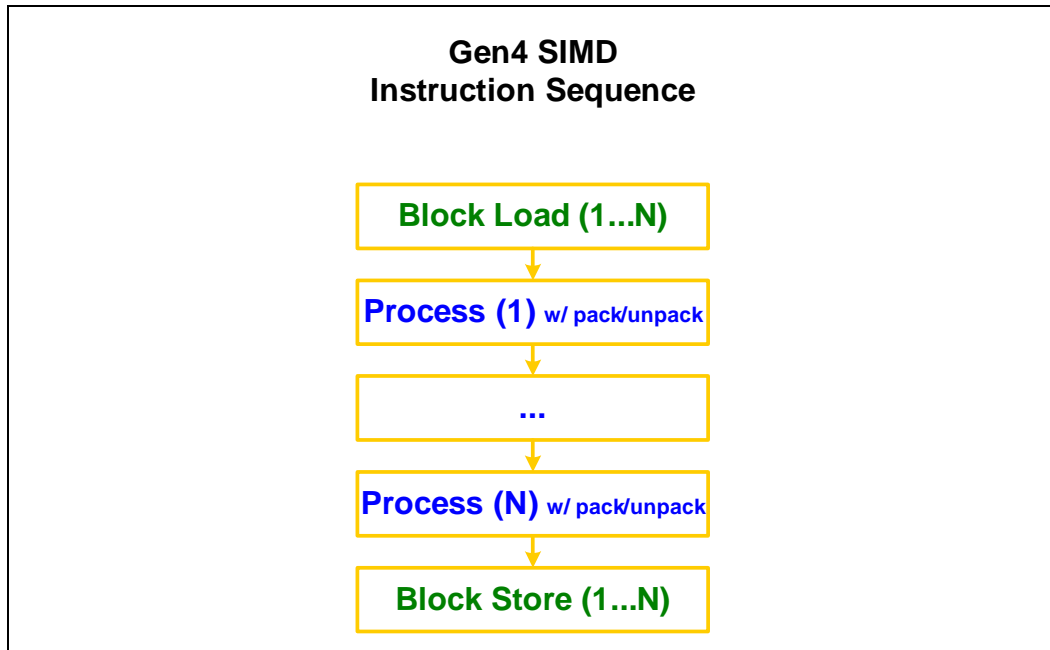 Gen4 SIMD
Instruction Sequence
Block Load (1...N)
Process (1) w/ pack/unpack
...
Process (N) w/ pack/unpack
Block Store (1...N)